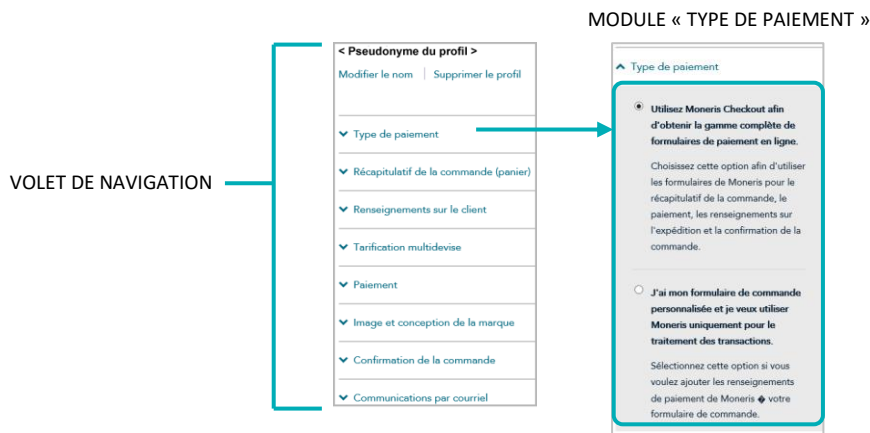 MODULE « TYPE DE PAIEMENT »
VOLET DE NAVIGATION
< Pseudonyme du profil >
Modifier le nom | Supprimer le profil
Type de paiement
Récapitulatif de la commande (panier)
Renseignements sur le client
Tarification multidevise
Paiement
Image et conception de la marque
Confirmation de la commande
Communications par courriel
Type de paiement
Utilisez Moneris Checkout afin
d'obtenir la gamme complète de
formulaires de paiement en ligne.
Choisissez cette option afin d'utiliser
les formulaires de Moneris pour le
récapitulatif de la commande, le
paiement, les renseignements sur
l'expédition et la confirmation de la
commande.
J'ai mon formulaire de commande
personnalisée et je veux utiliser
Moneris uniquement pour le
traitement des transactions.
Sélectionnez cette option si vous
voulez ajouter les renseignements
de paiement de Moneris � votre
formulaire de commande.